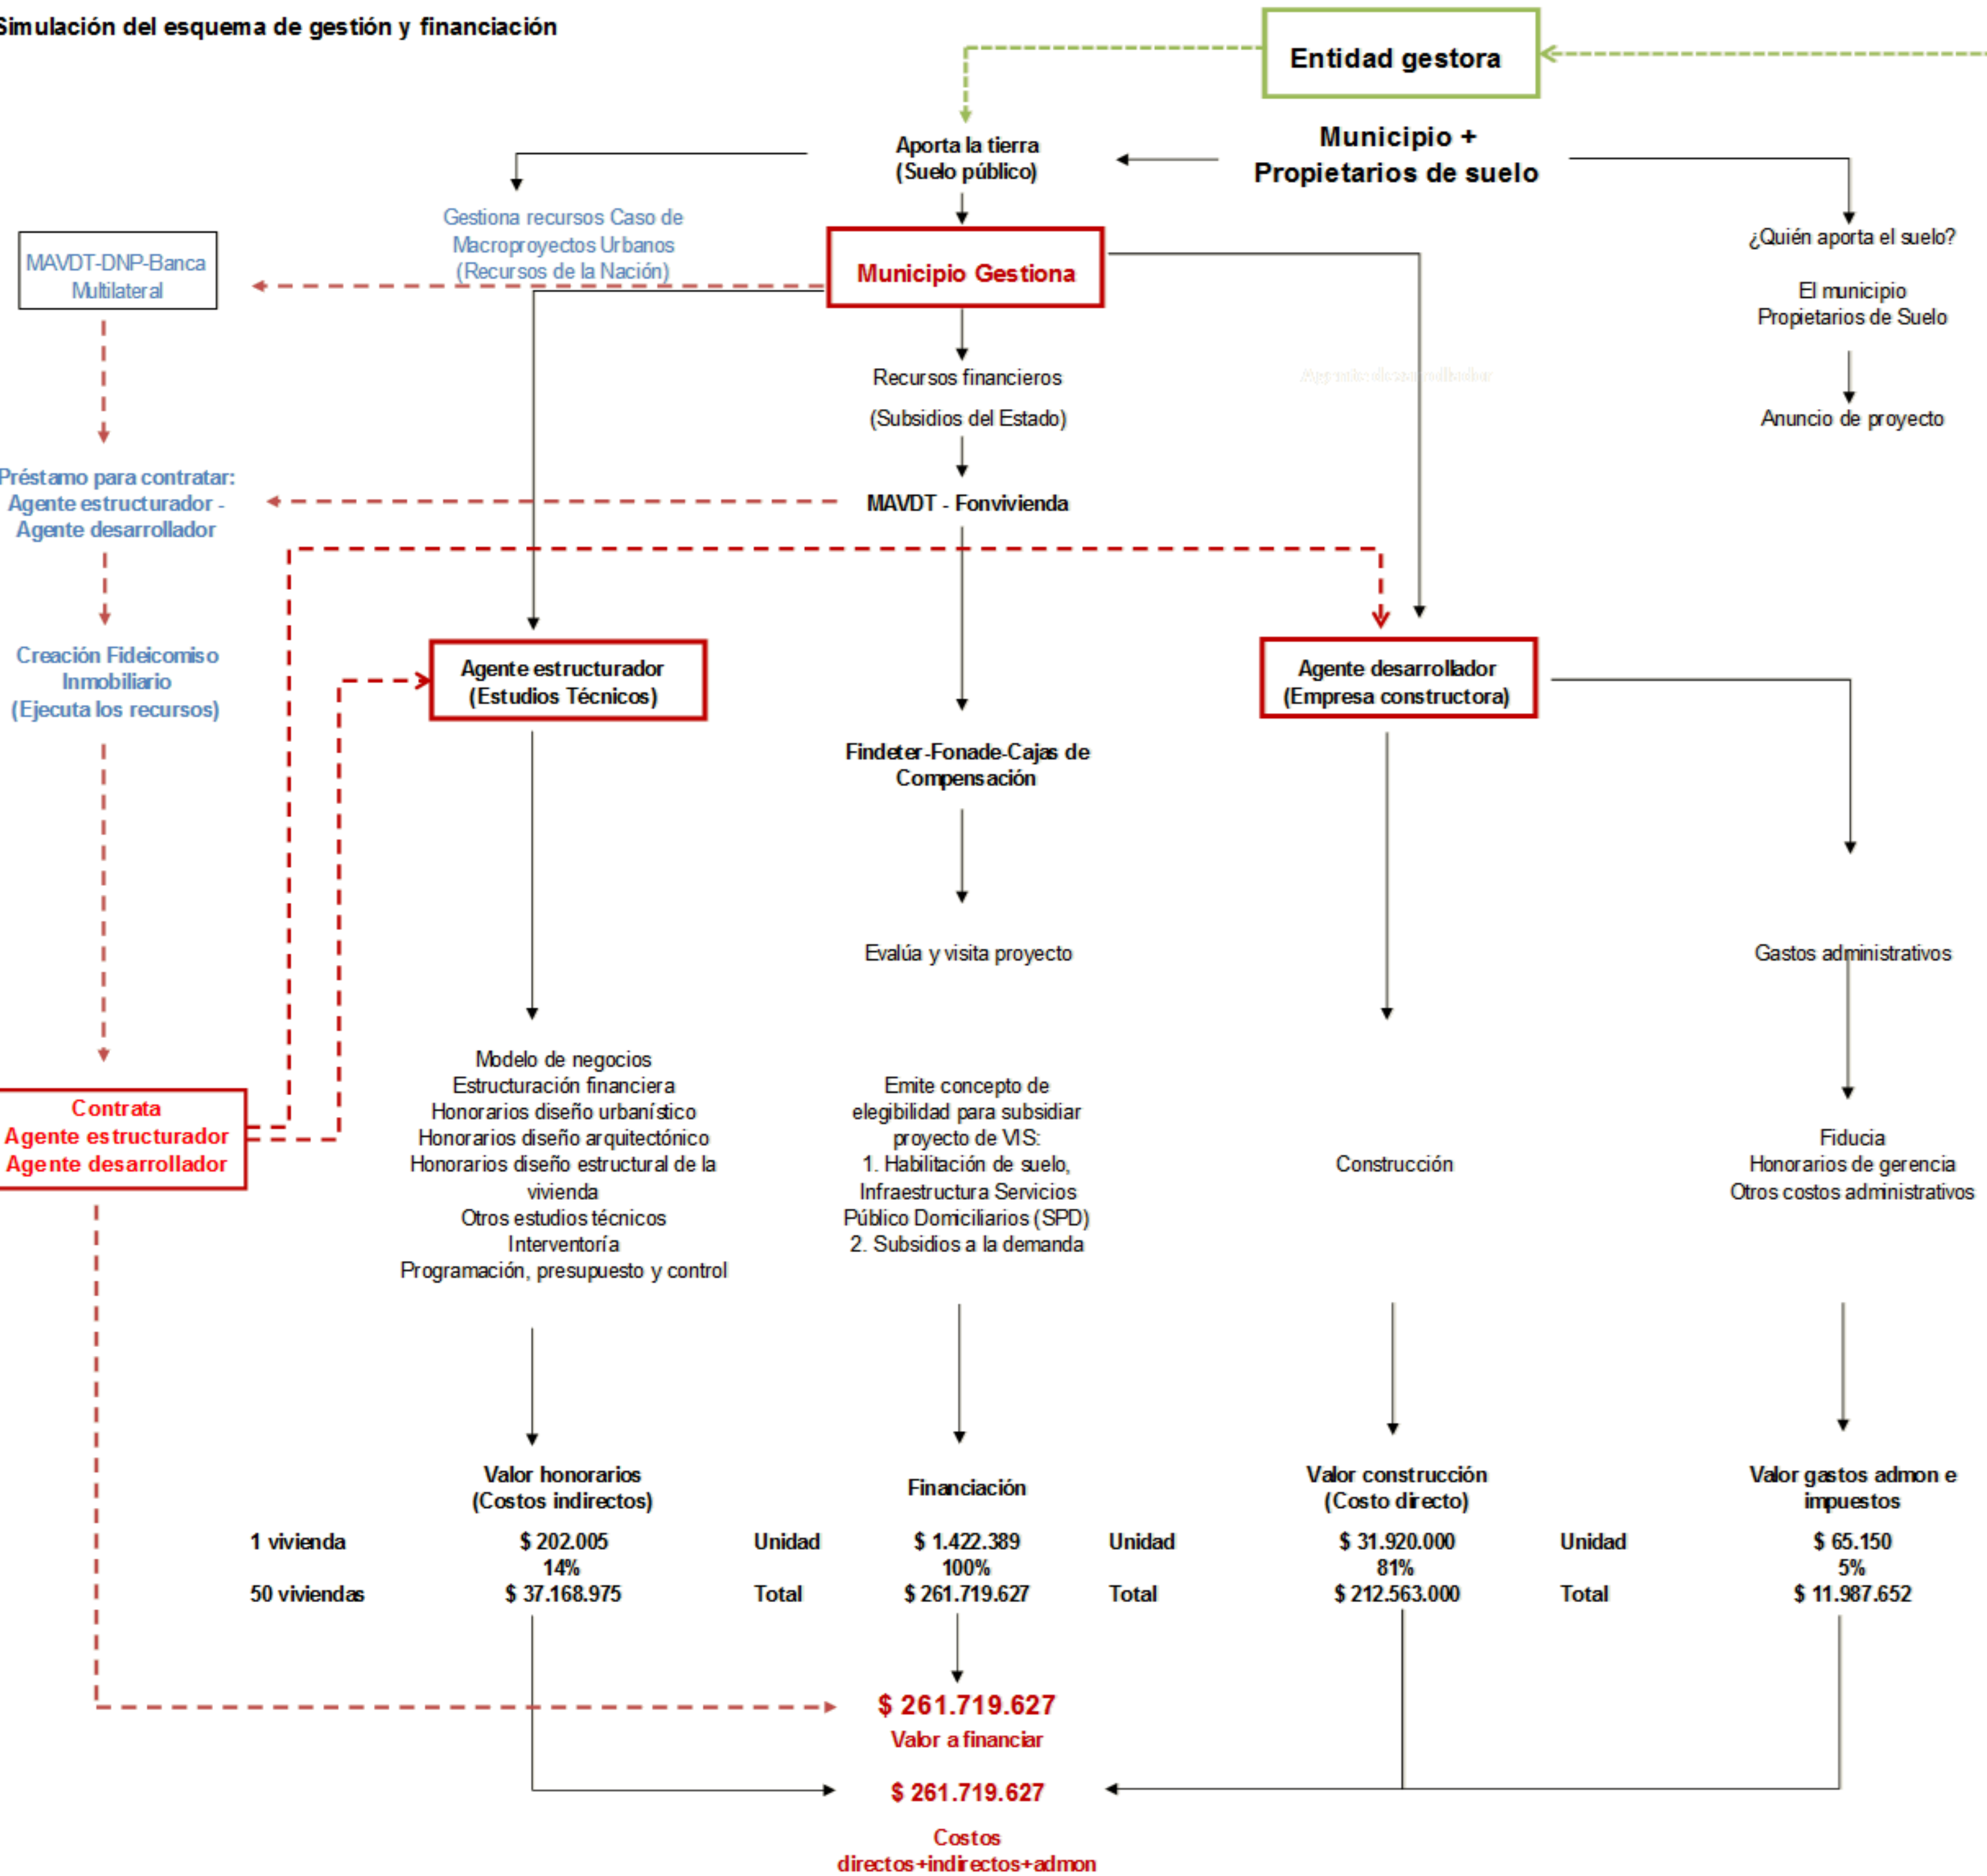 Simulación del esquema de gestión y financiación
Entidad gestora
Municipio +
Propietarios de suelo
Aporta la tierra
(Suelo público)
Gestiona recursos Caso de
Macroproyectos Urbanos
(Recursos de la Nación)
MAVDT-DNP-Banca
Multilateral
Municipio Gestiona
¿Quién aporta el suelo?
El municipio
Propietarios de Suelo
Anuncio de proyecto
Recursos financieros
(Subsidios del Estado)
Agente desarrollador
MAVDT - Fonvivienda
Préstamo para contratar:
Agente estructurador -
Agente desarrollador
Creación Fideicomiso
Inmobiliario
(Ejecuta los recursos)
Agente estructurador
(Estudios Técnicos)
Agente desarrollador
(Empresa constructora)
Findeter-Fonade-Cajas de
Compensación
Evalúa y visita proyecto
Gastos administrativos
Contrata
Agente estructurador
Agente desarrollador
Modelo de negocios
Estructuración financiera
Honorarios diseño urbanístico
Honorarios diseño arquitectónico
Honorarios diseño estructural de la
vivienda
Otros estudios técnicos
Interventoría
Programación, presupuesto y control
Emite concepto de
elegibilidad para subsidiar
proyecto de VIS:
1. Habilitación de suelo,
Infraestructura Servicios
Público Domiciliarios (SPD)
2. Subsidios a la demanda
Construcción
Fiducia
Honorarios de gerencia
Otros costos administrativos
Valor honorarios
(Costos indirectos)
Financiación
Valor construcción
(Costo directo)
Valor gastos admon e
impuestos
1 vivienda $ 202.005 Unidad $ 1.422.389 Unidad $ 31.920.000 Unidad $ 65.150
14% 100% 81% 5%
50 viviendas $ 37.168.975 Total $ 261.719.627 Total $ 212.563.000 Total $ 11.987.652
$ 261.719.627
Valor a financiar
$ 261.719.627
Costos
directos+indirectos+admon